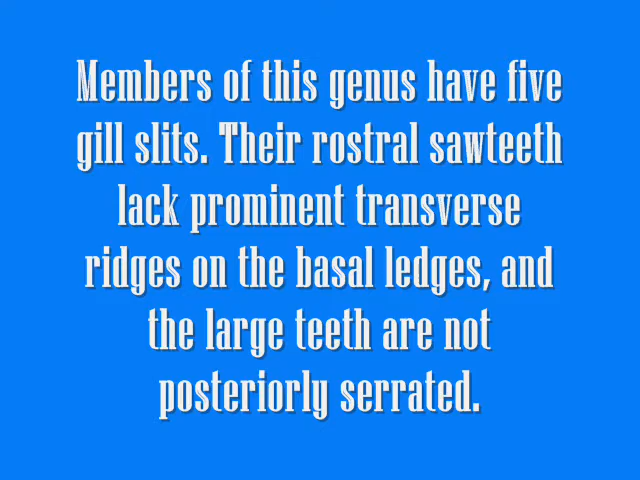 Members of this genus have five
gill slits. Their rostral sawteeth
lack prominent transverse
ridges on the basal ledges, and
the large teeth are not
posteriorly serrated.